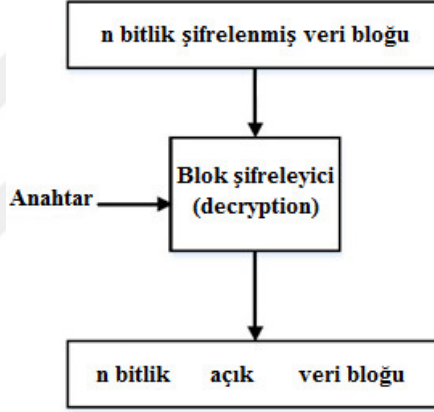 n bitlik şifrelenmiş veri bloğu
Blok şifreleyici
(decryption)
Anahtar
n bitlik açık veri bloğu